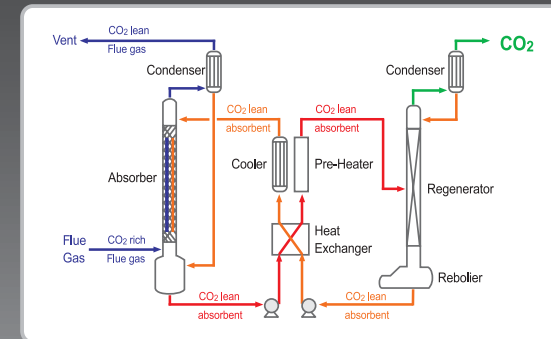 Vent
CO2 lean
Flue gas
Condenser
Condenser
CO2
CO2 lean
absorbent
CO2 lean
absorbent
Absorber
Cooler
Pre-Heater
Regenerator
Flue
Gas
CO2 rich
Flue gas
Heat
Exchanger
Rebolier
CO2 lean
absorbent
CO2 lean
absorbent